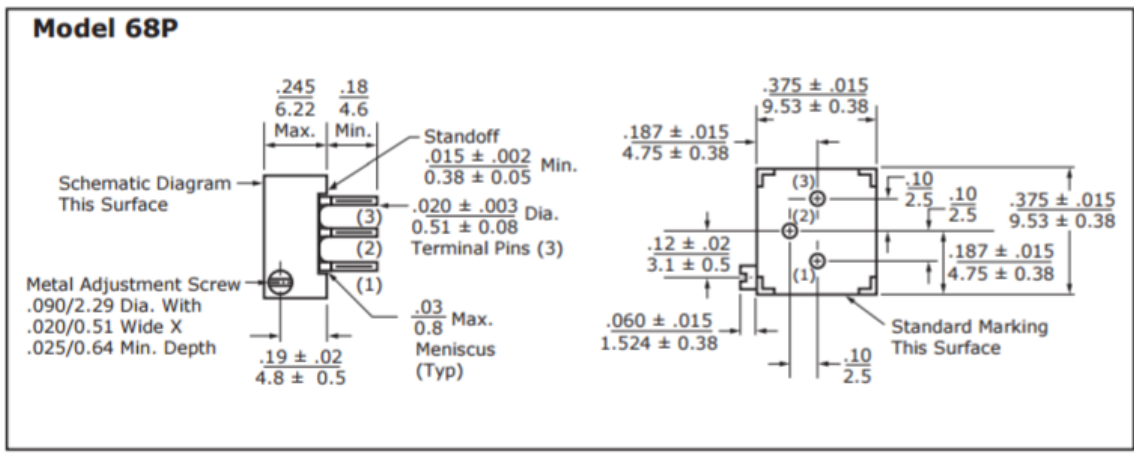 Model 68P
.245
6.22
Max.
.18
4.6
Min.
Standoff
.015 ± .002
0.38 ± 0.05
Min.
Schematic Diagram
This Surface
.020 ± .003
0.51 ± 0.08
Dia.
Terminal Pins (3)
(3)
(2)
(1)
Metal Adjustment Screw
.090/2.29 Dia. With
.020/0.51 Wide X
.025/0.64 Min. Depth
.03
0.8
Max.
Meniscus
(Typ)
.19 ± .02
4.8 ± 0.5
.375 ± .015
9.53 ± 0.38
.187 ± .015
4.75 ± 0.38
(3)
(2)
(1)
.10
2.5
.10
2.5
.375 ± .015
9.53 ± 0.38
.12 ± .02
3.1 ± 0.5
.187 ± .015
4.75 ± 0.38
.060 ± .015
1.524 ± 0.38
Standard Marking
This Surface
.10
2.5